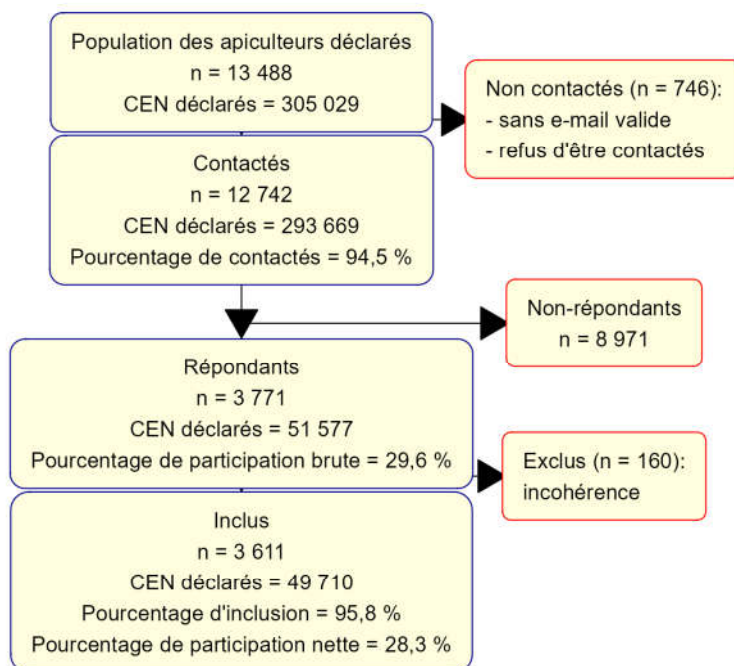 Population des apiculteurs déclarés
n = 13 488
CEN déclarés = 305 029
Non contactés (n = 746):
- sans e-mail valide
- refus d'être contactés
Contactés
n = 12 742
CEN déclarés = 293 669
Pourcentage de contactés = 94,5 %
Non-répondants
n = 8 971
Répondants
n = 3 771
CEN déclarés = 51 577
Pourcentage de participation brute = 29,6 %
Exclus (n = 160):
incohérence
Inclus
n = 3 611
CEN déclarés = 49 710
Pourcentage d'inclusion = 95,8 %
Pourcentage de participation nette = 28,3 %